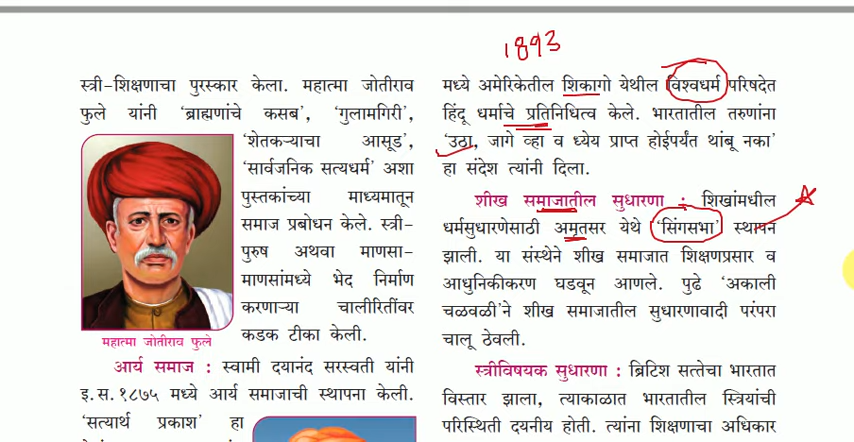 स्त्री-शिक्षणाचा पुरस्कार केला. महात्मा जोतीराव
फुले यांनी ‘ब्राह्मणांचे कसब’, ‘गुलामगिरी’,
‘शेतकऱ्याचा आसूड’,
‘सार्वजनिक सत्यधर्म’ अशा
पुस्तकांच्या माध्यमातून
समाज प्रबोधन केले. स्त्री-
पुरुष अथवा माणसा-
माणसांमध्ये भेद निर्माण
करणाऱ्या चालीरितींवर
कडक टीका केली.
महात्मा जोतीराव फुले
आर्य समाज : स्वामी दयानंद सरस्वती यांनी
इ.स.१८७५ मध्ये आर्य समाजाची स्थापना केली.
‘सत्यार्थ प्रकाश’ हा
1893
मध्ये अमेरिकेतील शिकागो येथील विश्वधर्म परिषदेत
हिंदू धर्माचे प्रतिनिधित्व केले. भारतातील तरुणांना
‘उठा, जागे व्हा व ध्येय प्राप्त होईपर्यंत थांबू नका’
हा संदेश त्यांनी दिला.
शीख समाजातील सुधारणा : शिखांमधील
धर्मसुधारणेसाठी अमृतसर येथे ‘सिंगसभा’ स्थापन
झाली. या संस्थेने शीख समाजात शिक्षणप्रसार व
आधुनिकीकरण घडवून आणले. पुढे ‘अकाली
चळवळी’ने शीख समाजातील सुधारणावादी परंपरा
चालू ठेवली.
स्त्रीविषयक सुधारणा : ब्रिटिश सत्तेचा भारतात
विस्तार झाला, त्याकाळात भारतातील स्त्रियांची
परिस्थिती दयनीय होती. त्यांना शिक्षणाचा अधिकार